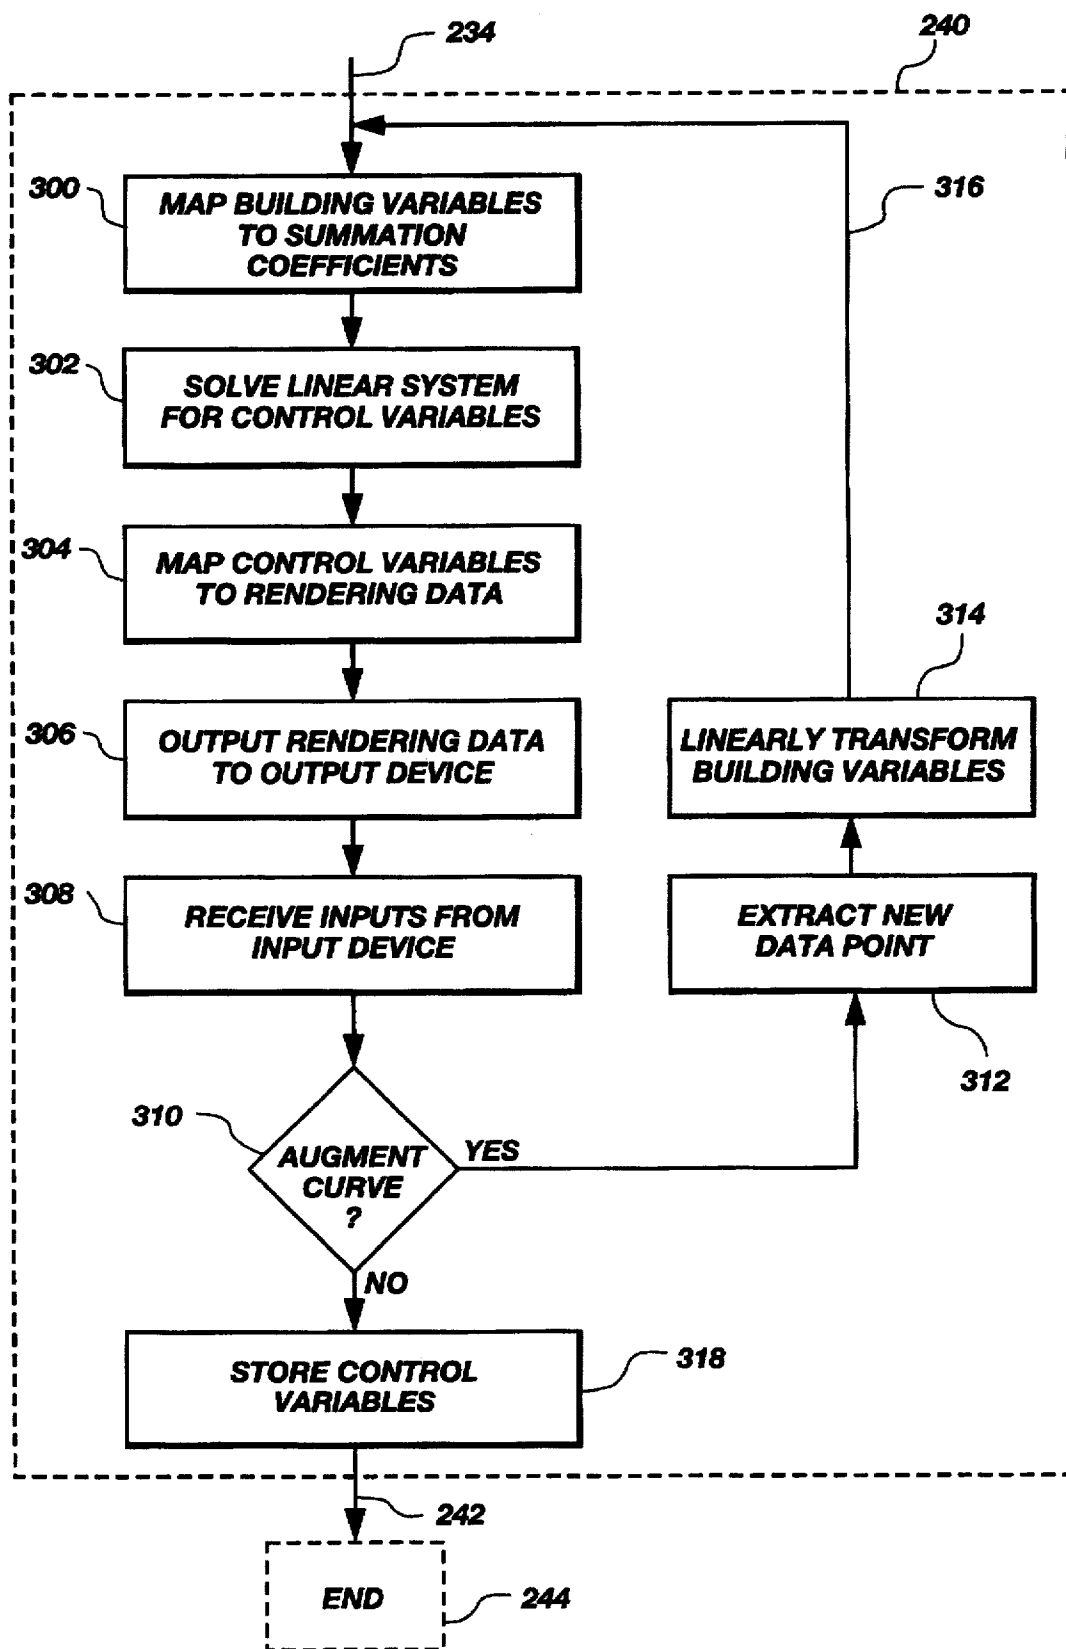 234
240
300
MAP BUILDING VARIABLES
TO SUMMATION
COEFFICIENTS
316
302
SOLVE LINEAR SYSTEM
FOR CONTROL VARIABLES
304
MAP CONTROL VARIABLES
TO RENDERING DATA
314
306
OUTPUT RENDERING DATA
TO OUTPUT DEVICE
LINEARLY TRANSFORM
BUILDING VARIABLES
308
RECEIVE INPUTS FROM
INPUT DEVICE
EXTRACT NEW
DATA POINT
312
310
AUGMENT
CURVE
?
YES
NO
STORE CONTROL
VARIABLES
318
242
END
244